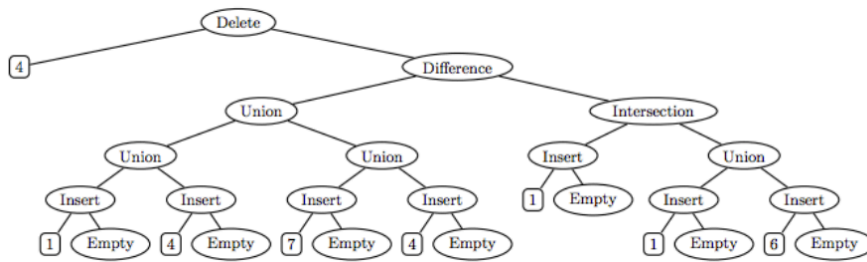 Delete
4 Difference
Union Intersection
Union Union Insert Union
Insert Insert Insert Insert 1 Empty Insert Insert
1 Empty 4 Empty 7 Empty 4 Empty 1 Empty 6 Empty